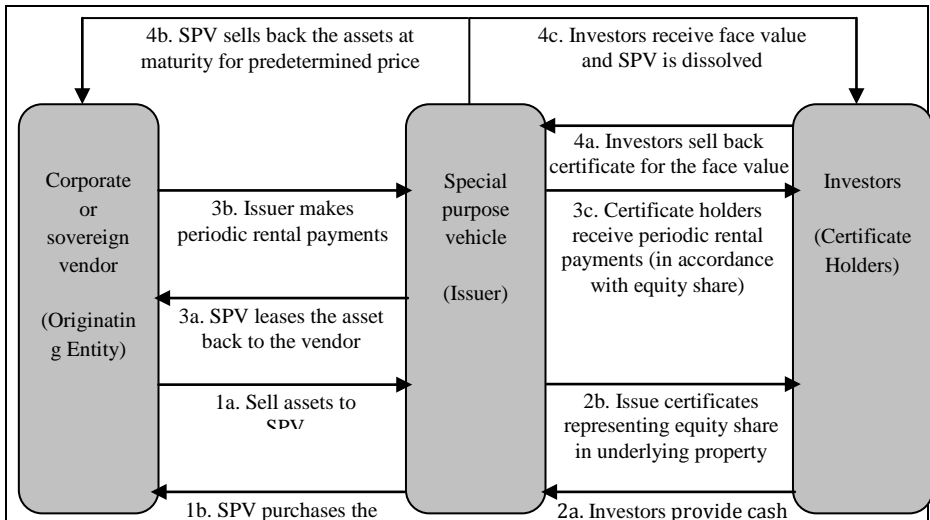 4b. SPV sells back the assets at
maturity for predetermined price
4c. Investors receive face value
and SPV is dissolved
Corporate
or
sovereign
vendor
(Originatin
g Entity)
Special
purpose
vehicle
(Issuer)
Investors
(Certificate
Holders)
4a. Investors sell back
certificate for the face value
3b. Issuer makes
periodic rental payments
3c. Certificate holders
receive periodic rental
payments (in accordance
with equity share)
3a. SPV leases the asset
back to the vendor
1a. Sell assets to
SPV
2b. Issue certificates
representing equity share
in underlying property
1b. SPV purchases the
2a. Investors provide cash